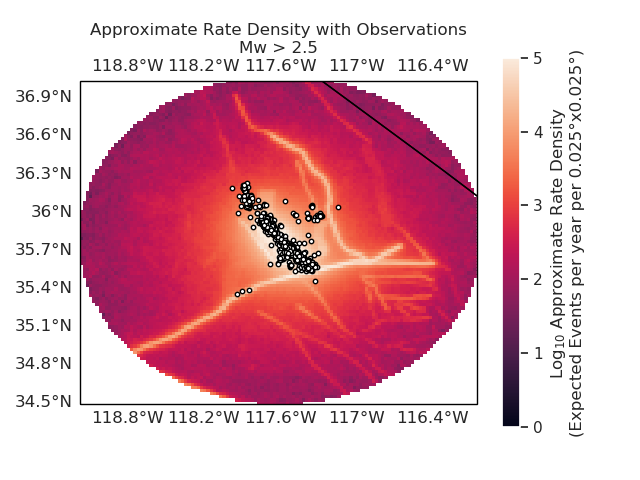 Approximate Rate Density with Observations
Mw > 2.5
118.8°W 118.2°W 117.6°W 117°W 116.4°W
36.9°N
36.6°N
36.3°N
36°N
35.7°N
35.4°N
35.1°N
34.8°N
34.5°N
118.8°W 118.2°W 117.6°W 117°W 116.4°W
5
4
3
2
1
0
Log₁₀ Approximate Rate Density
(Expected Events per year per 0.025°x0.025°)